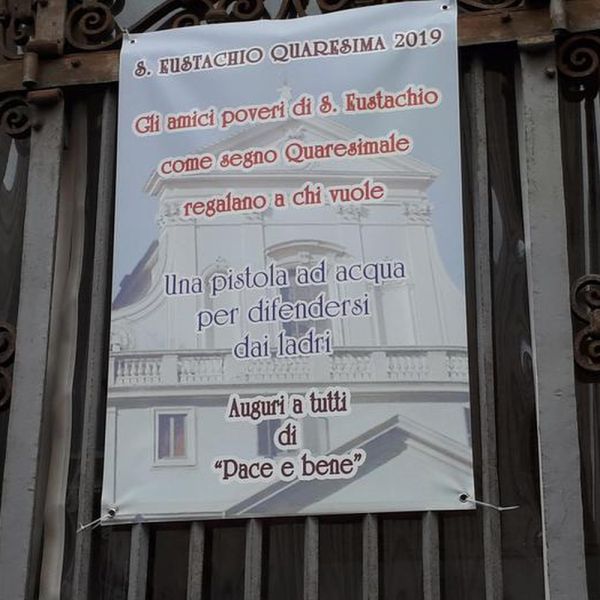 S. EUSTACHIO QUARESIMA 2019
Gli amici poveri di S. Eustachio
come segno Quaresimale
regalano a chi vuole
Una pistola ad acqua
per difendersi
dai ladri
Auguri a tutti
di
“Pace e bene”